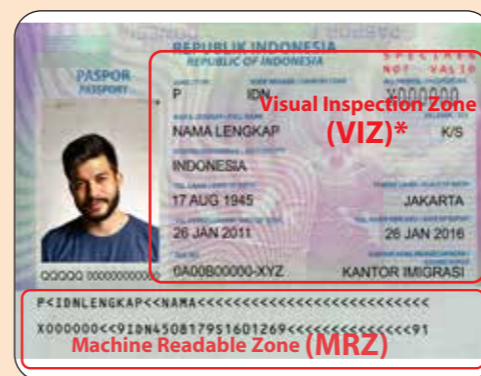 REPUBLIK INDONESIA
REPUBLIC OF INDONESIA
SPECIMEN
NOT VALID
PASPOR
PASSPORT
P IDN X000000
Visual Inspection Zone
(VIZ)*
NAMA LENGKAP K/S
INDONESIA
17 AUG 1945 JAKARTA
26 JAN 2011 26 JAN 2016
0A00B00000-XYZ KANTOR IMIGRASI
P<IDNLENGKAP<<NAMA<<<<<<<<<<<<<<<<<<<<<<<<<<
X000000<<9IDN4508179S1601269<<<<<<<<<<<<<<91
Machine Readable Zone (MRZ)